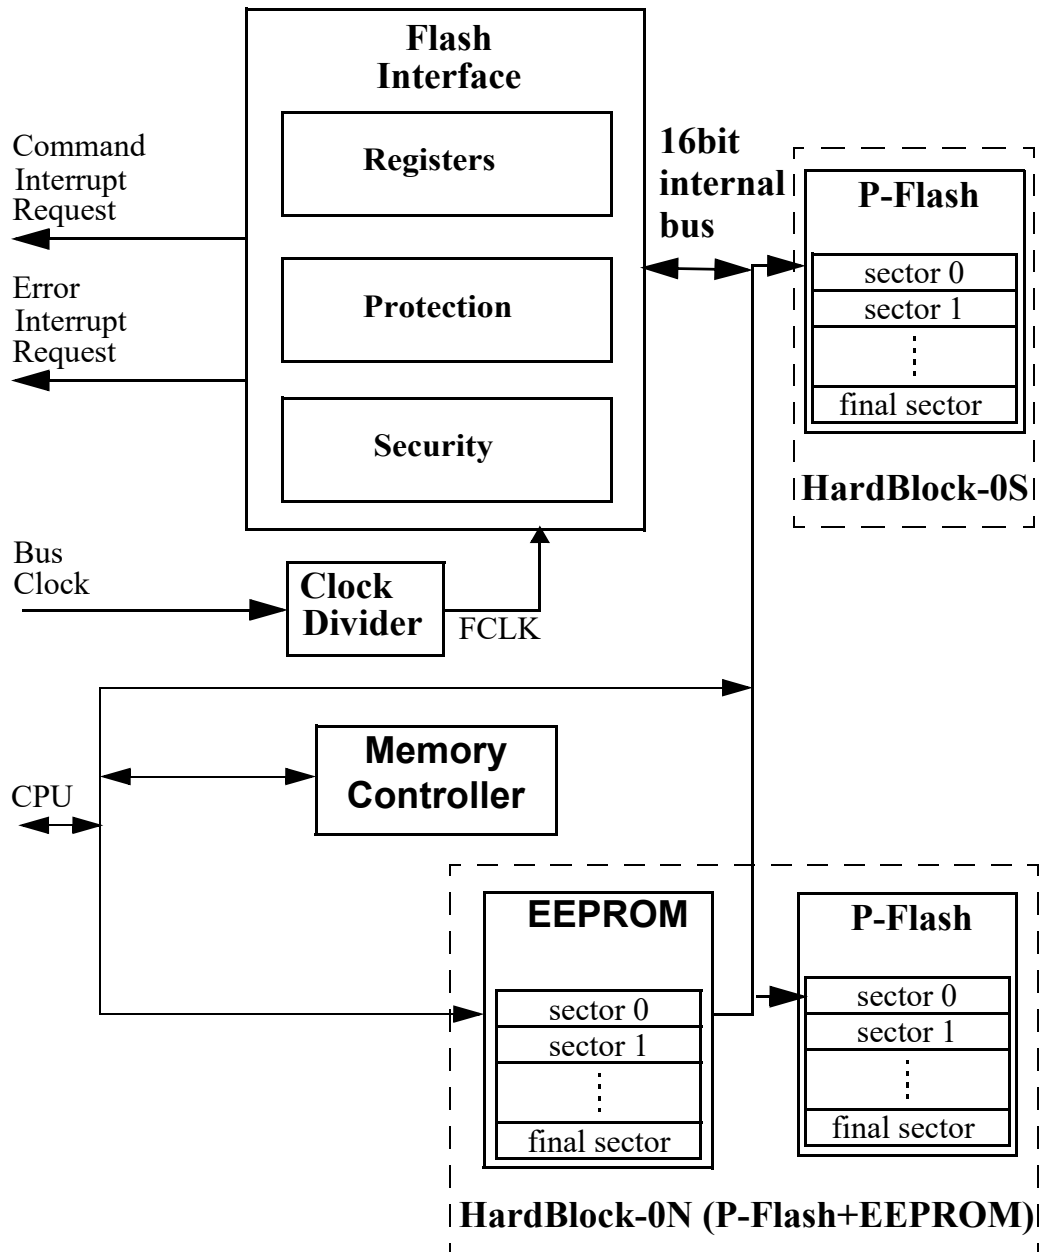 Flash
Interface
Registers
Protection
Security
Command
Interrupt
Request
Error
Interrupt
Request
16bit
internal
bus
P-Flash
sector 0
sector 1
final sector
HardBlock-0S
Bus
Clock
Clock
Divider
FCLK
Memory
Controller
CPU
EEPROM
sector 0
sector 1
final sector
P-Flash
sector 0
sector 1
final sector
HardBlock-0N (P-Flash+EEPROM)